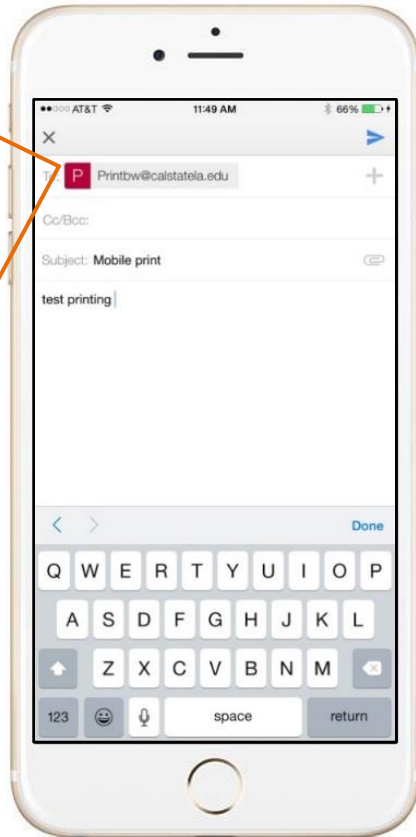 AT&T 11:49 AM 66%
To: P Printbw@calstatela.edu
Cc/Bcc:
Subject: Mobile print
test printing
Done
Q W E R T Y U I O P
A S D F G H J K L
Z X C V B N M
123 space return